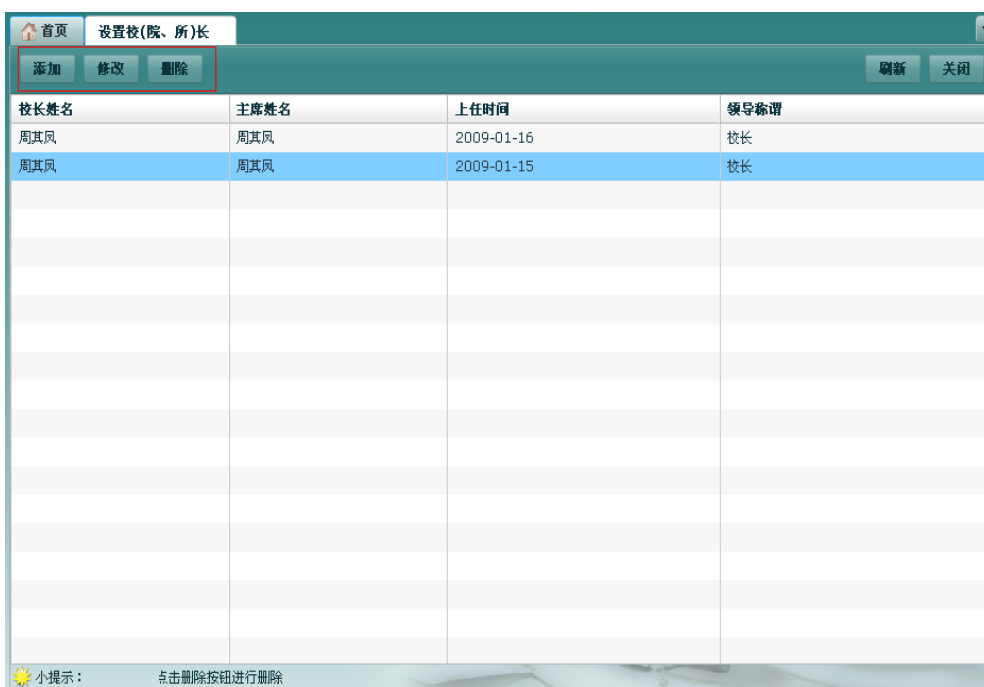 首页 设置校(院、所)长
添加 修改 删除 刷新 关闭
校长姓名 主席姓名 上任时间 领导称谓
周其凤 周其凤 2009-01-16 校长
周其凤 周其凤 2009-01-15 校长
小提示： 点击删除按钮进行删除